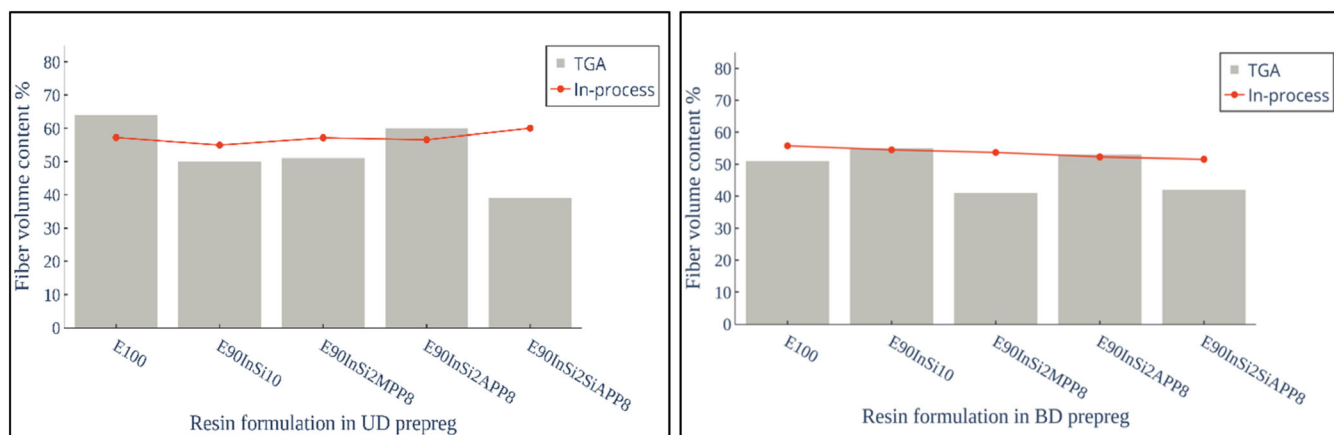 TGA
In-process
Fiber volume content %
80
70
60
50
40
30
20
10
0
E100
E90InSi10
E90InSi2MPP8
E90InSi2APP8
E90InSi2SiAPP8
Resin formulation in UD prepreg
TGA
In-process
Fiber volume content %
80
70
60
50
40
30
20
10
0
E100
E90InSi10
E90InSi2MPP8
E90InSi2APP8
E90InSi2SiAPP8
Resin formulation in BD prepreg